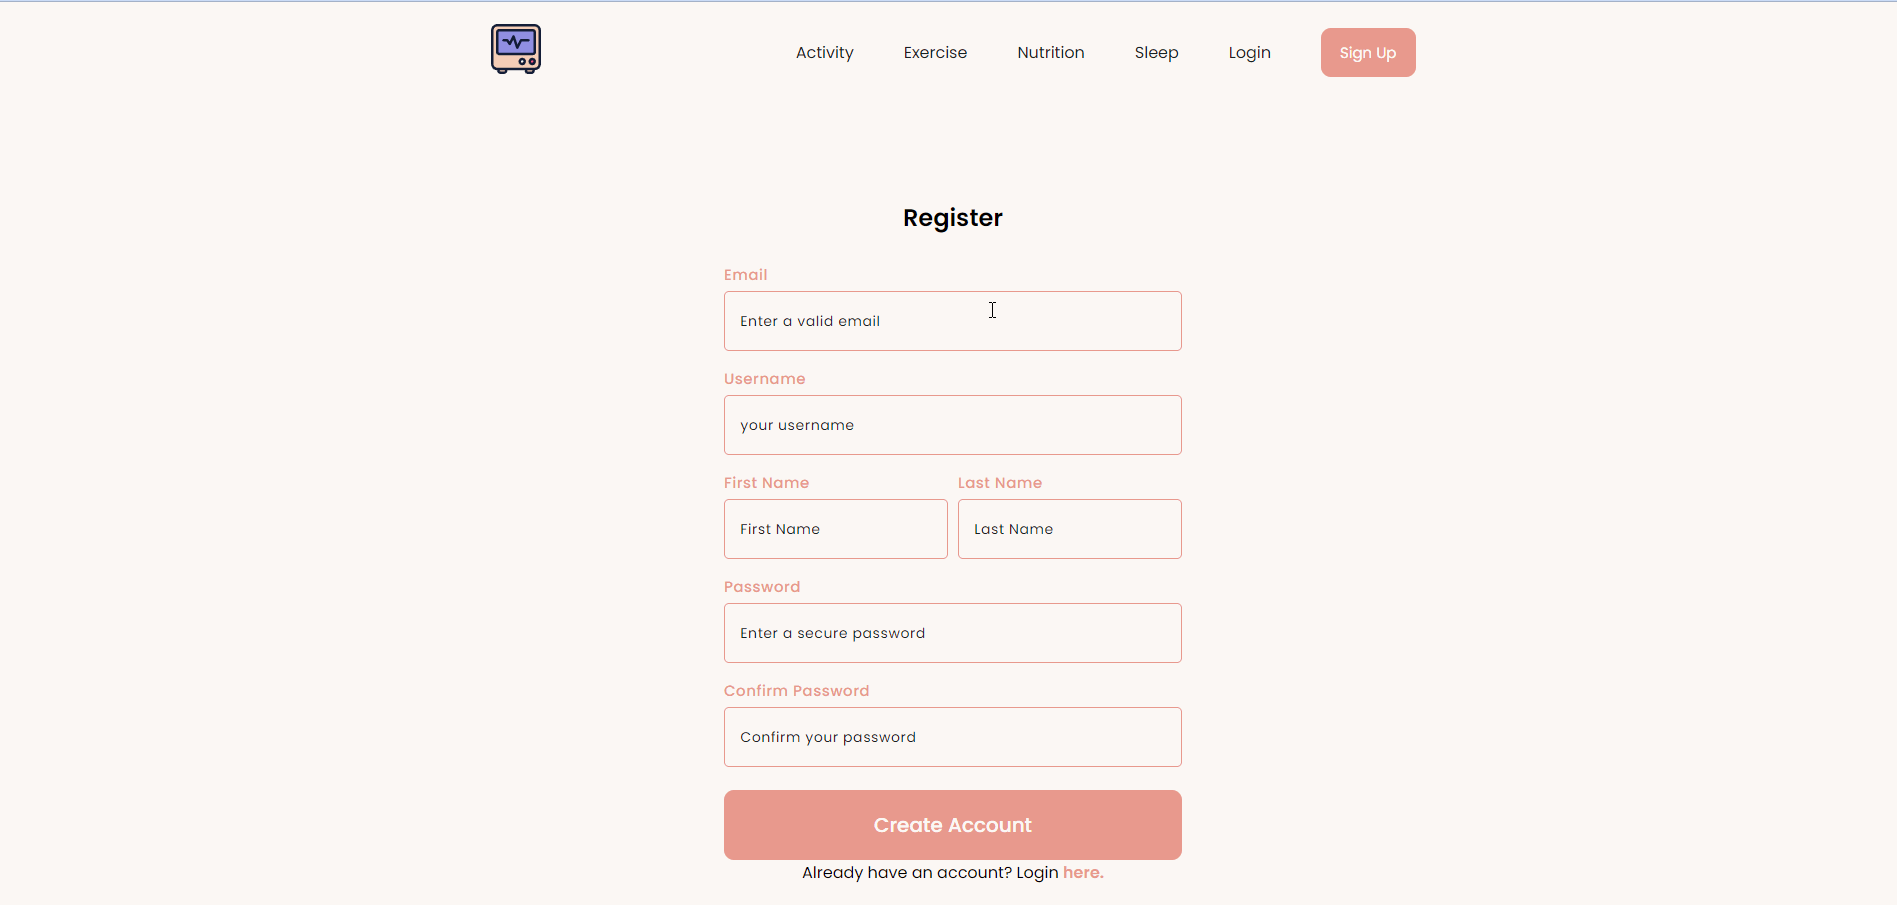 Activity Exercise Nutrition Sleep Login Sign Up
Register
Email
Enter a valid email
Username
your username
First Name Last Name
First Name Last Name
Password
Enter a secure password
Confirm Password
Confirm your password
Create Account
Already have an account? Login here.